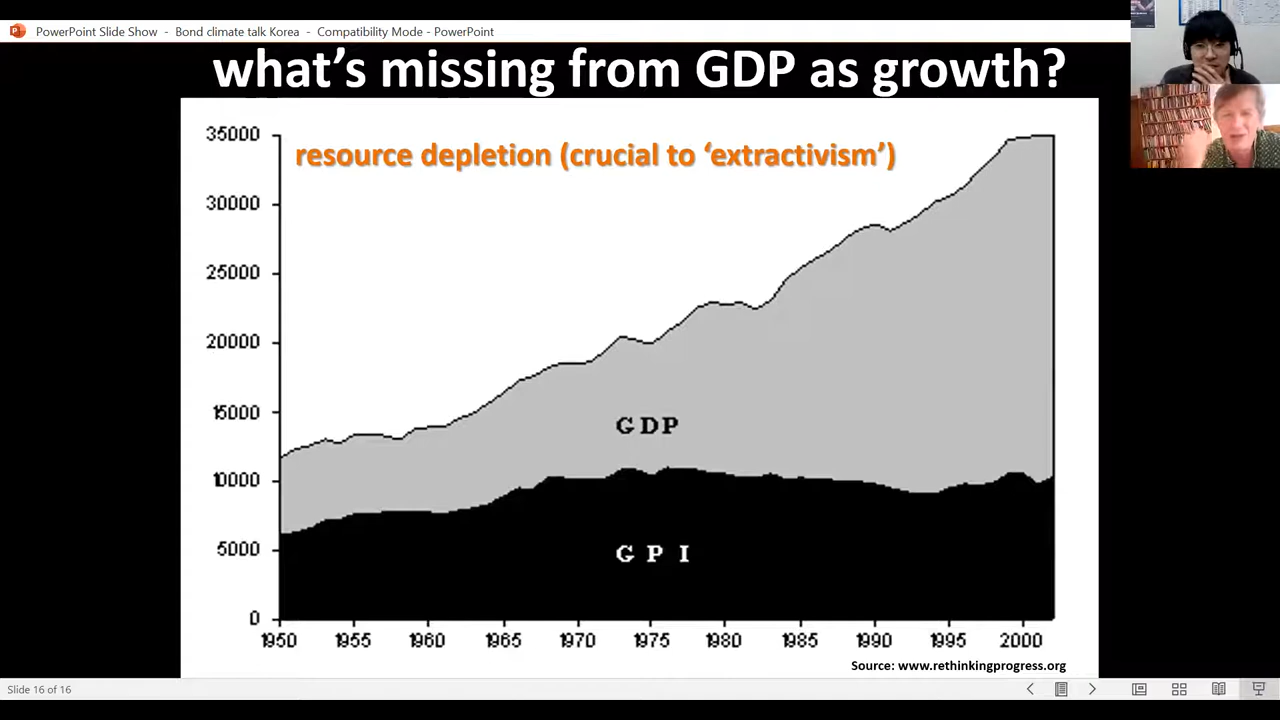 PowerPoint Slide Show - Bond climate talk Korea - Compatibility Mode - PowerPoint
what's missing from GDP as growth?
resource depletion (crucial to 'extractivism')
35000
30000
25000
20000
15000
10000
5000
0
GDP
GPI
1950 1955 1960 1965 1970 1975 1980 1985 1990 1995 2000
Source: www.rethinkingprogress.org
Slide 16 of 16